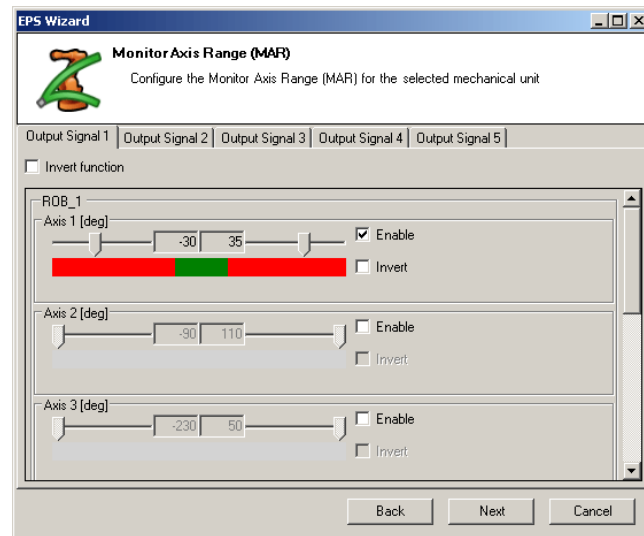 EPS Wizard
Monitor Axis Range (MAR)
Configure the Monitor Axis Range (MAR) for the selected mechanical unit
Output Signal 1 Output Signal 2 Output Signal 3 Output Signal 4 Output Signal 5
Invert function
ROB_1
Axis 1 [deg]
-30 35 Enable
Invert
Axis 2 [deg]
-90 110 Enable
Invert
Axis 3 [deg]
-230 50 Enable
Invert
Back Next Cancel